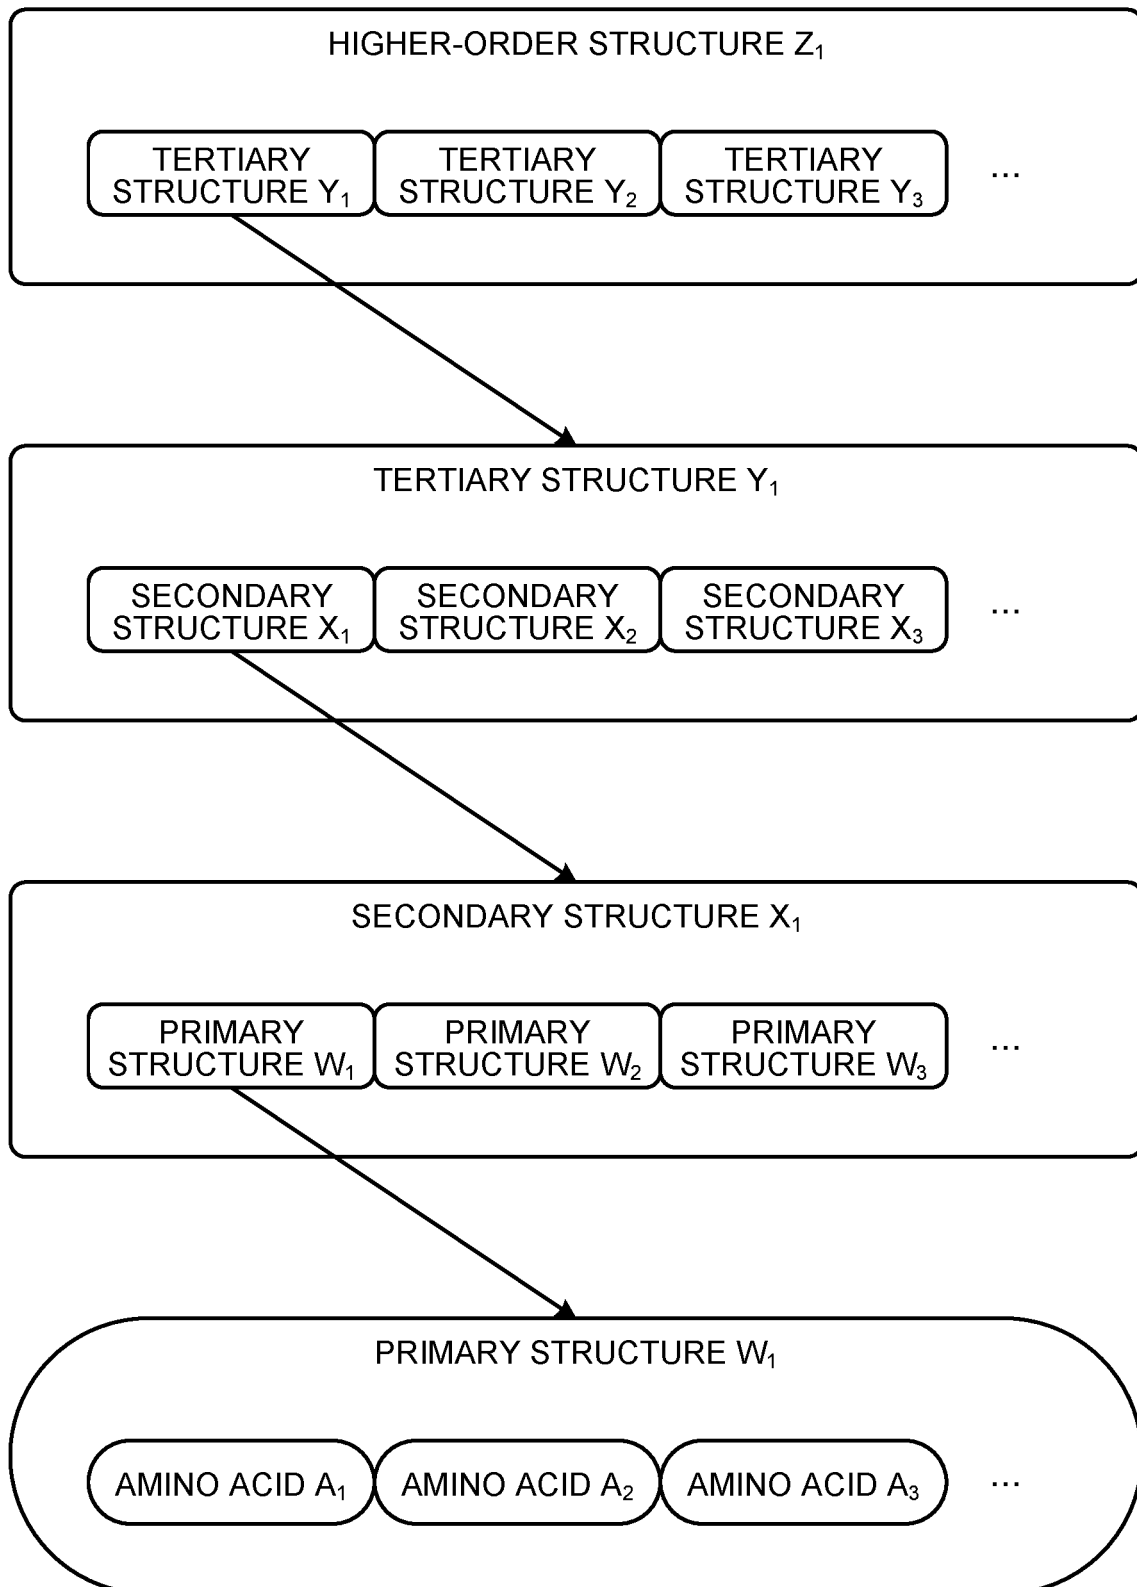 HIGHER-ORDER STRUCTURE Z₁
TERTIARY STRUCTURE Y₁
TERTIARY STRUCTURE Y₂
TERTIARY STRUCTURE Y₃
...
TERTIARY STRUCTURE Y₁
SECONDARY STRUCTURE X₁
SECONDARY STRUCTURE X₂
SECONDARY STRUCTURE X₃
...
SECONDARY STRUCTURE X₁
PRIMARY STRUCTURE W₁
PRIMARY STRUCTURE W₂
PRIMARY STRUCTURE W₃
...
PRIMARY STRUCTURE W₁
AMINO ACID A₁
AMINO ACID A₂
AMINO ACID A₃
...